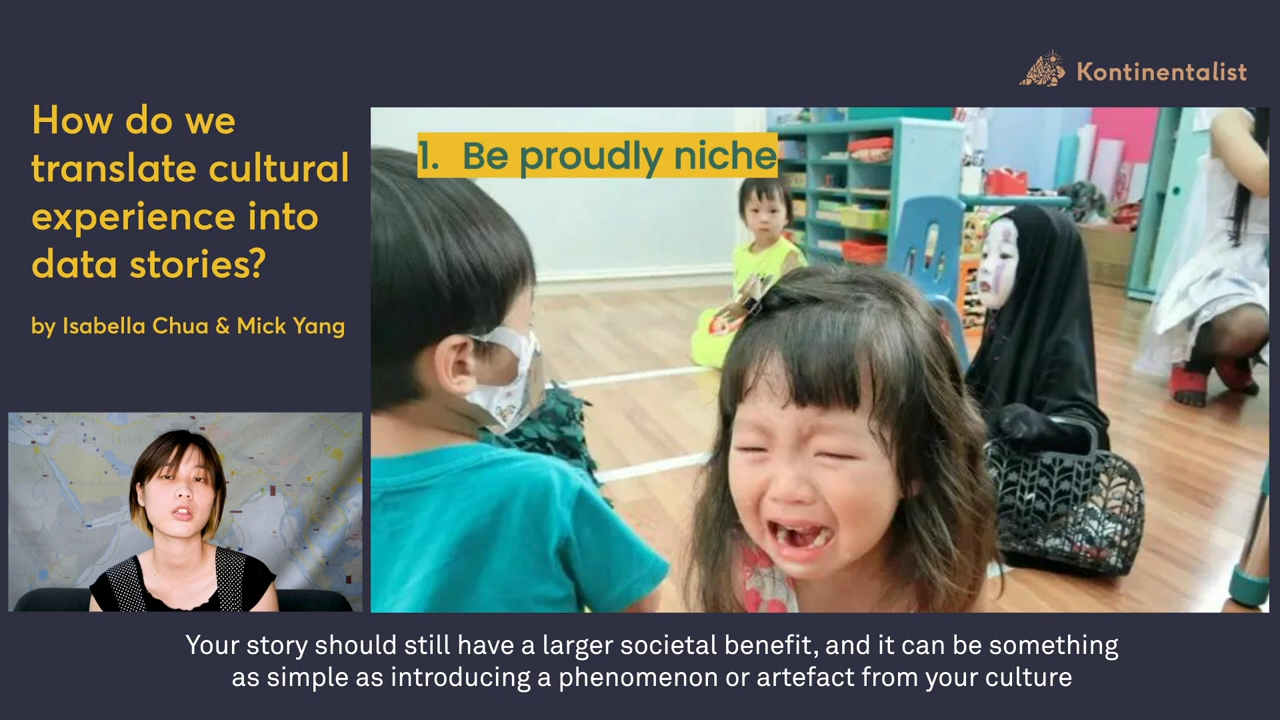 Kontinentalist
How do we
translate cultural
experience into
data stories?
by Isabella Chua & Mick Yang
1. Be proudly niche
Your story should still have a larger societal benefit, and it can be something
as simple as introducing a phenomenon or artefact from your culture